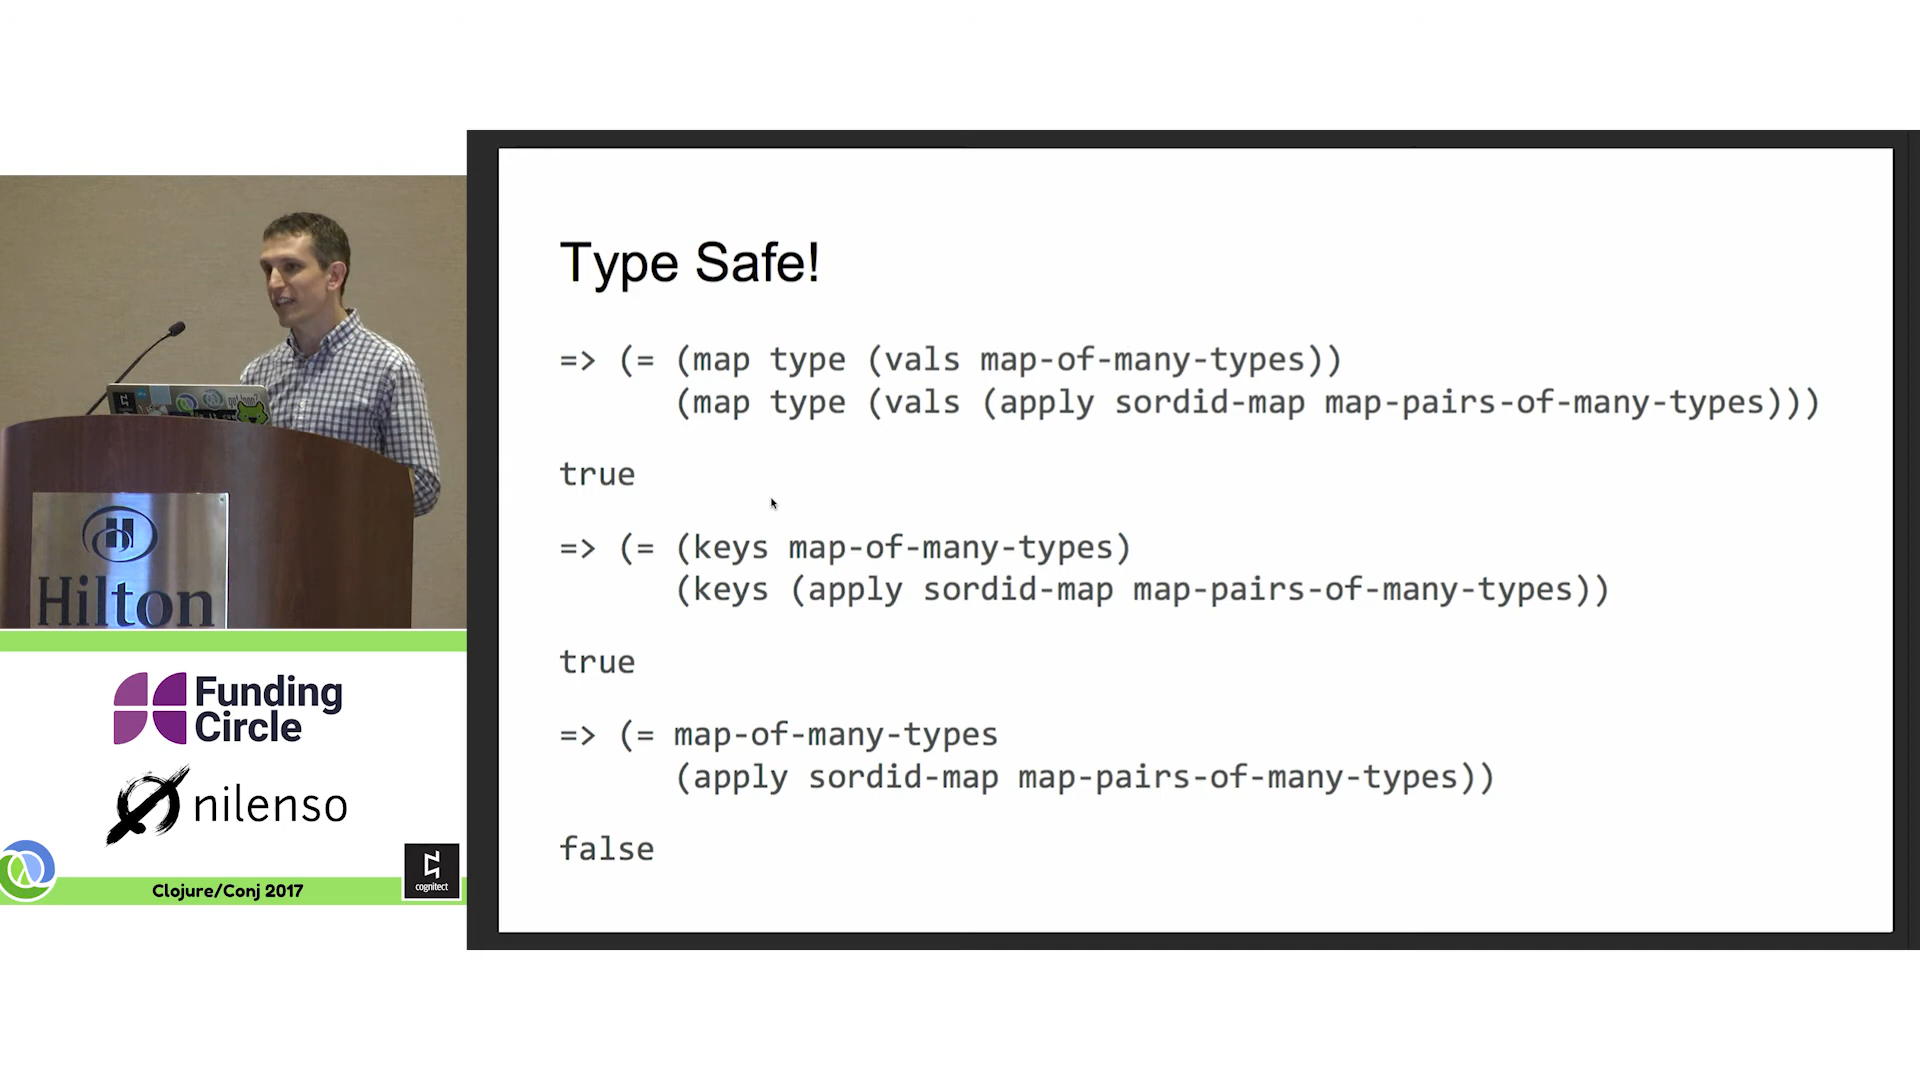 Type Safe!
=> (= (map type (vals map-of-many-types))
(map type (vals (apply sordid-map map-pairs-of-many-types)))
true
=> (= (keys map-of-many-types)
(keys (apply sordid-map map-pairs-of-many-types))
true
=> (= map-of-many-types
(apply sordid-map map-pairs-of-many-types))
false
Hilton
Funding
Circle
nilenso
cognitect
Clojure/Conj 2017